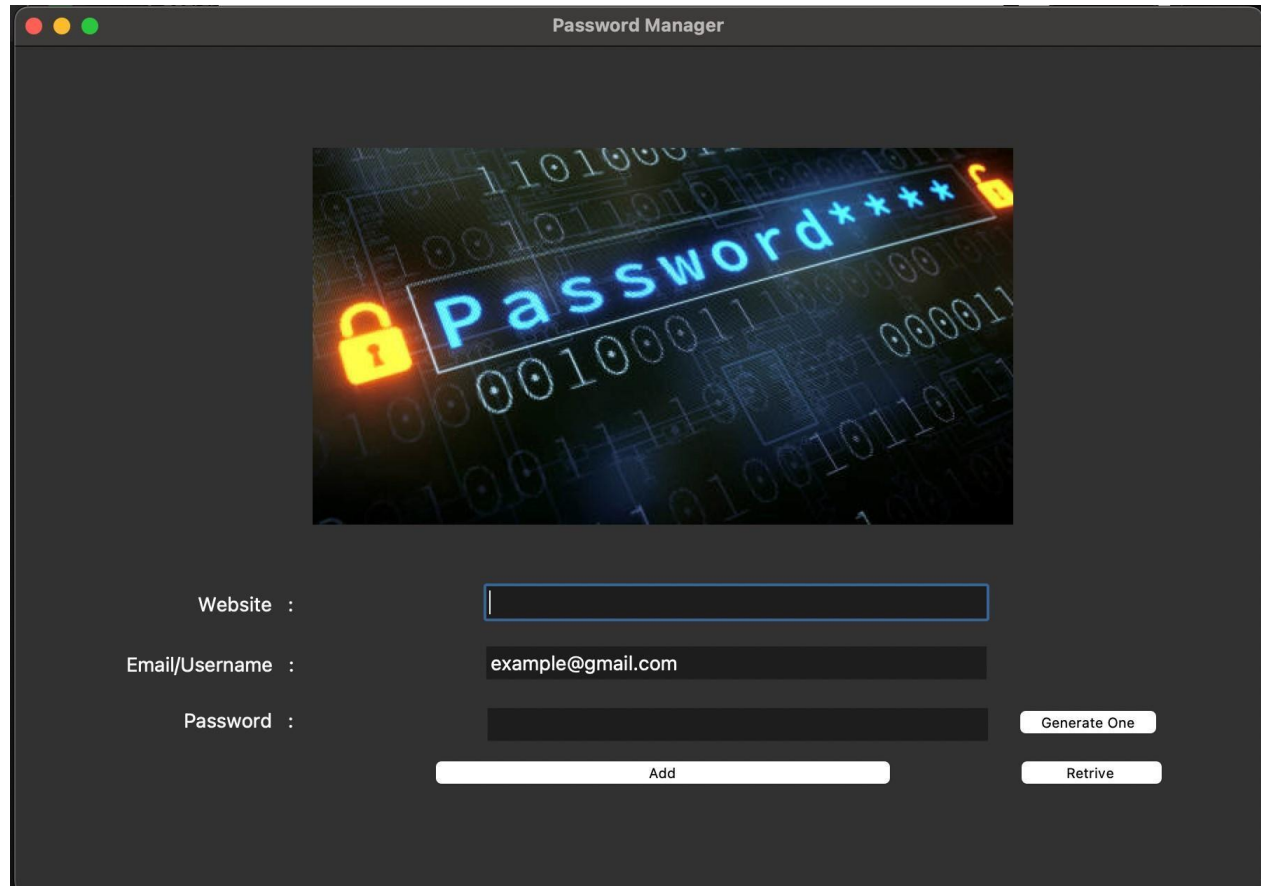 Password Manager
Password****
Website :
Email/Username : example@gmail.com
Password : Generate One
Add Retrive